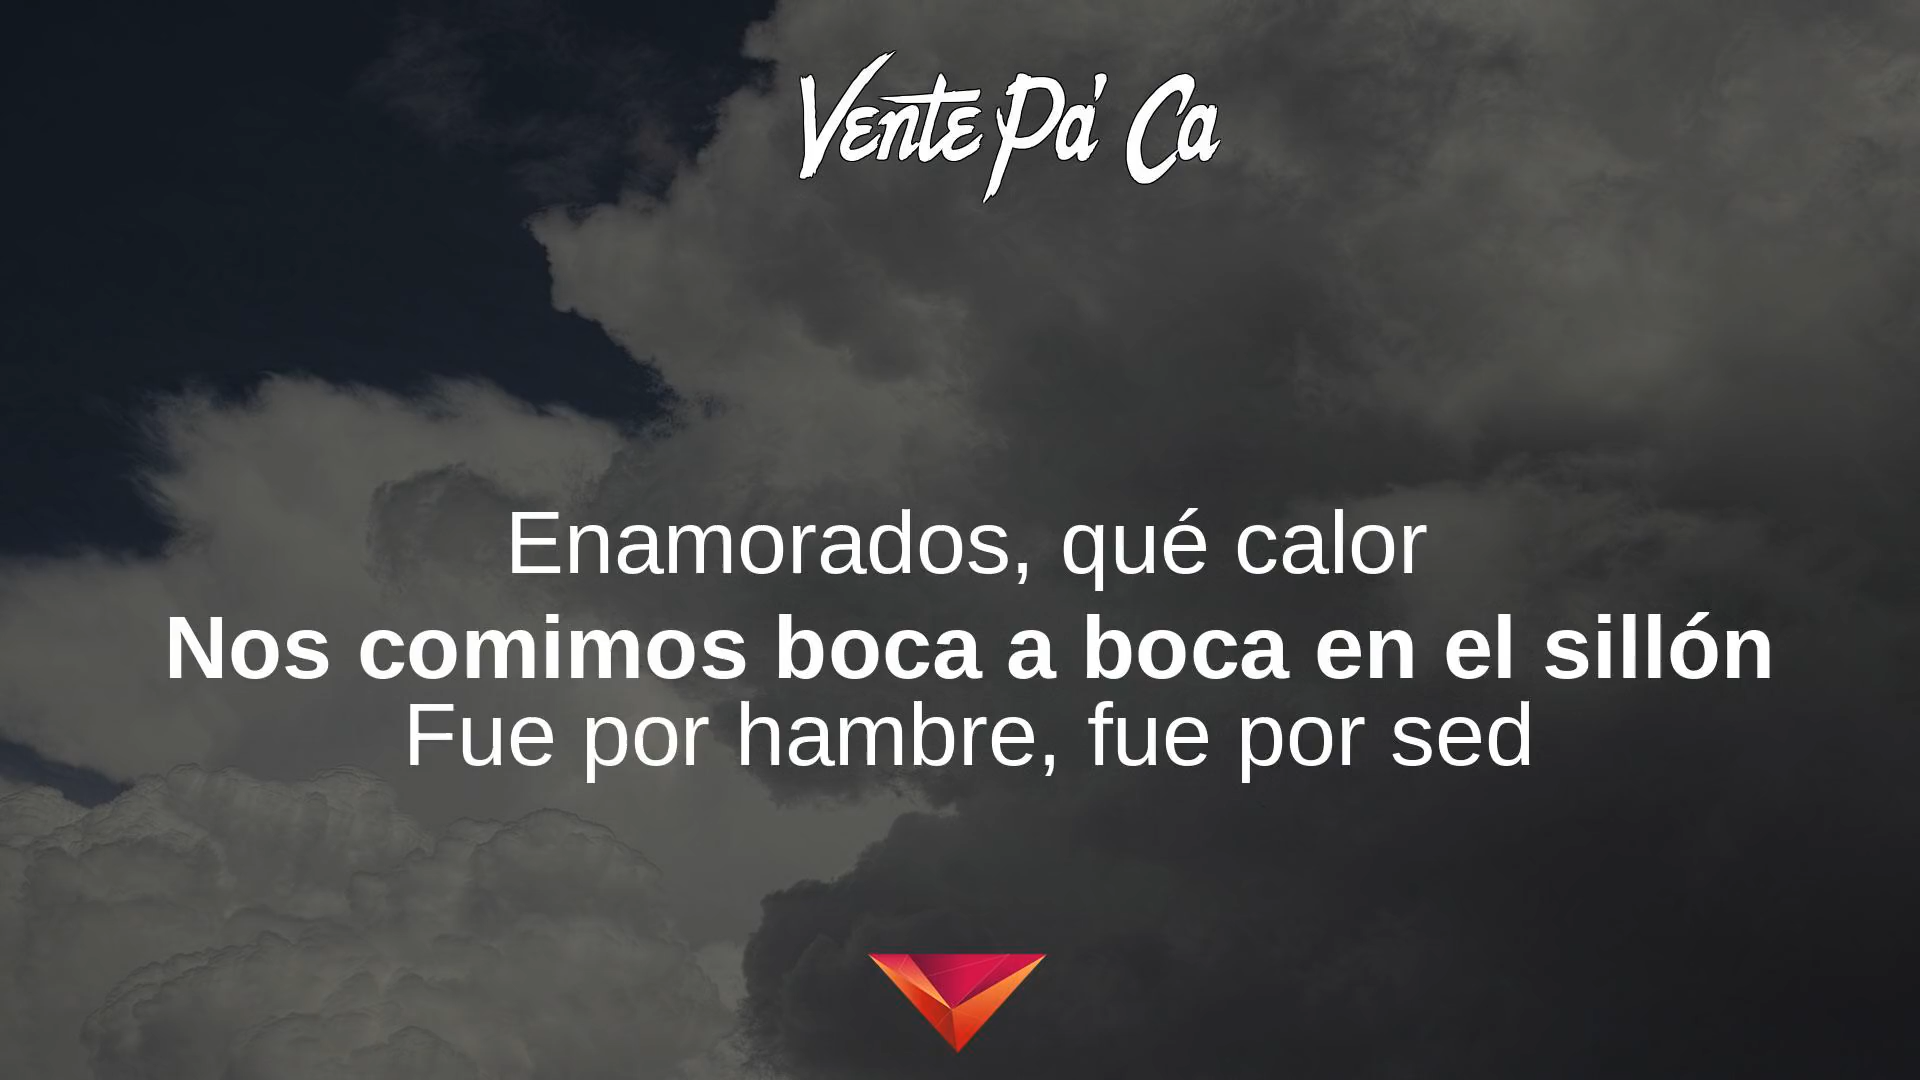 Vente Pa' Ca
Enamorados, qué calor
Nos comimos boca a boca en el sillón
Fue por hambre, fue por sed